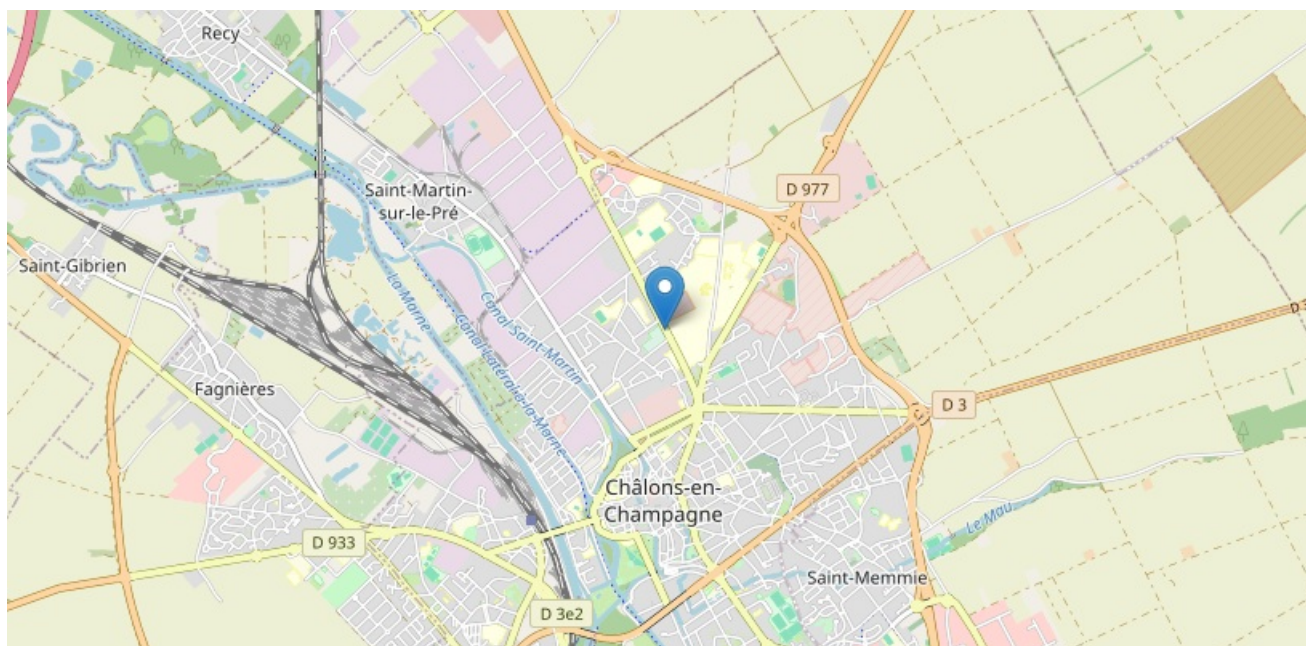 Recy
D 977
Saint-Martin-
sur-le-Pré
Saint-Gibrien
La Marne
Canal Saint-Martin
Canal Latéral à la Marne
D 3
Fagnières
D 3
Châlons-en-
Champagne
Le Mau
D 933
Saint-Memmie
D 3e2